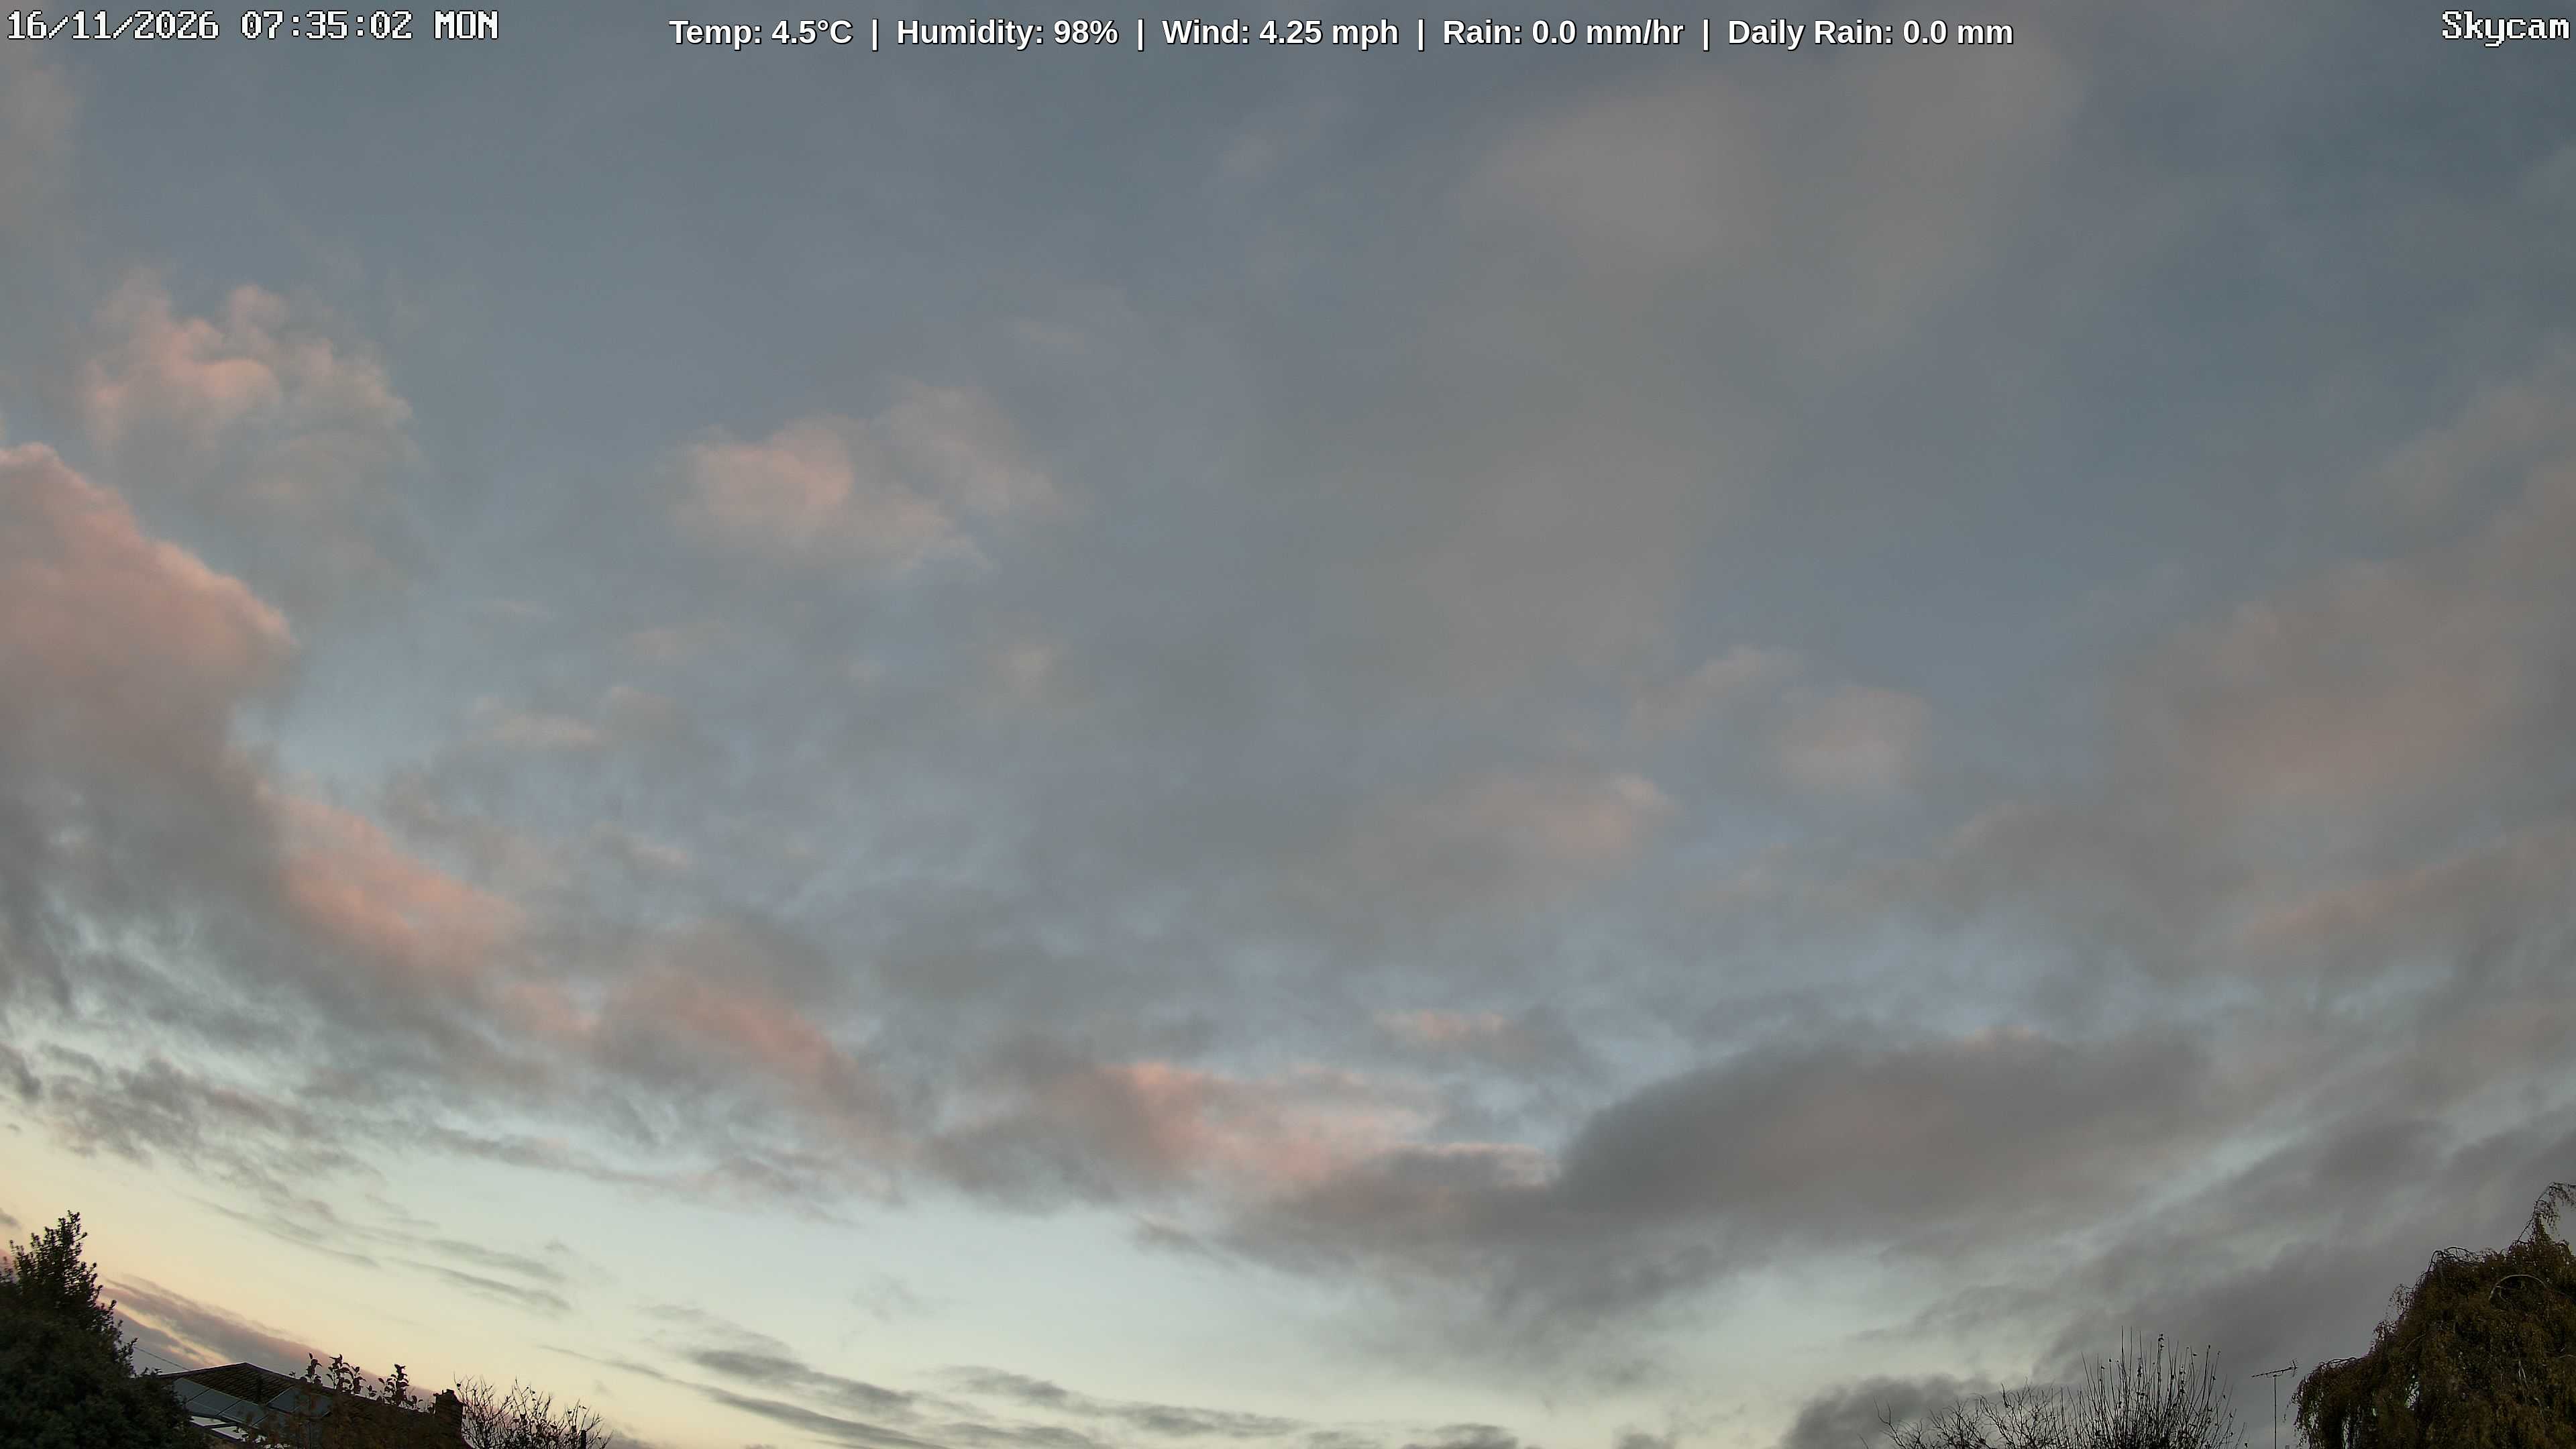 16/11/2026 07:35:02 MON
Temp: 4.5°C | Humidity: 98% | Wind: 4.25 mph | Rain: 0.0 mm/hr | Daily Rain: 0.0 mm
Skycam